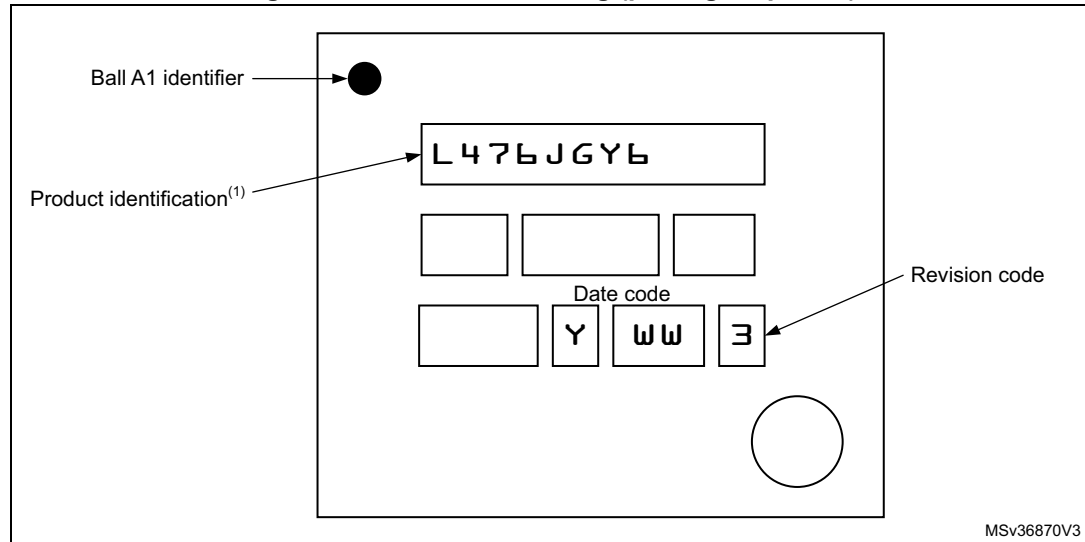 Ball A1 identifier
L476JGY6
Product identification(1)
Revision code
Date code
Y WW 3
MSv36870V3